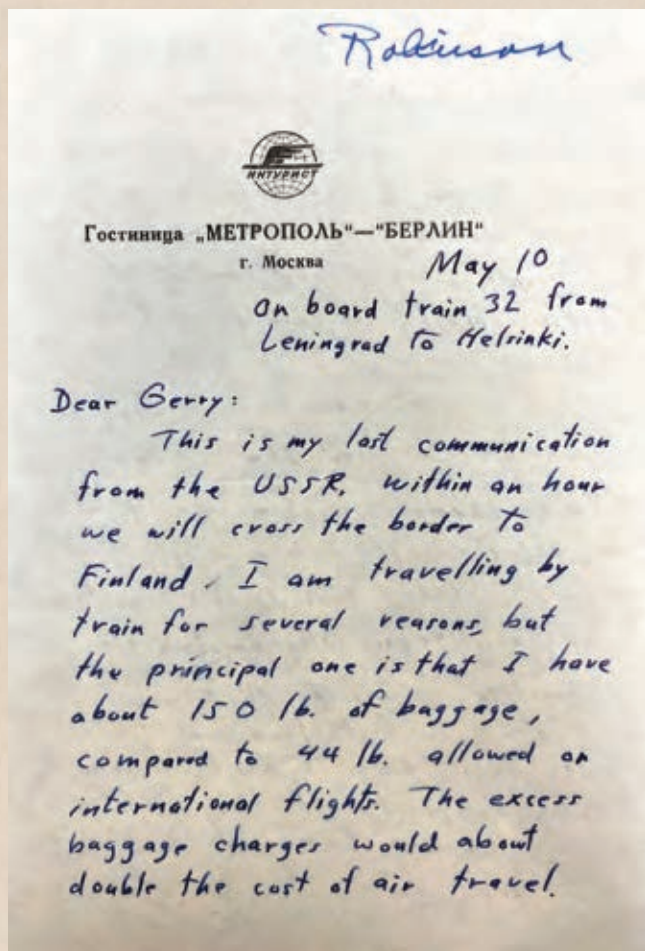 Robinson
ИНТУРИСТ
Гостиница „МЕТРОПОЛЬ“—“БЕРЛИН“
г. Москва
May 10
On board train 32 from
Leningrad to Helsinki.
Dear Gerry:
This is my last communication
from the USSR, within an hour
we will cross the border to
Finland. I am travelling by
train for several reasons, but
the principal one is that I have
about 150 lb. of baggage,
compared to 44 lb. allowed on
international flights. The excess
baggage charges would about
double the cost of air travel.